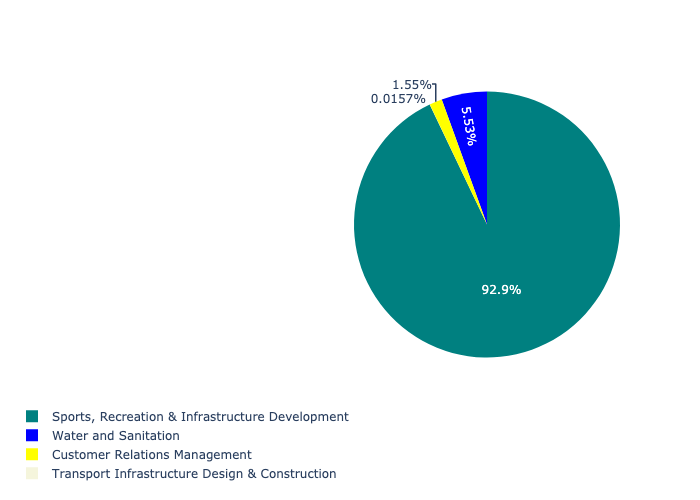 1.55%
0.0157%
5.53%
92.9%
Sports, Recreation & Infrastructure Development
Water and Sanitation
Customer Relations Management
Transport Infrastructure Design & Construction